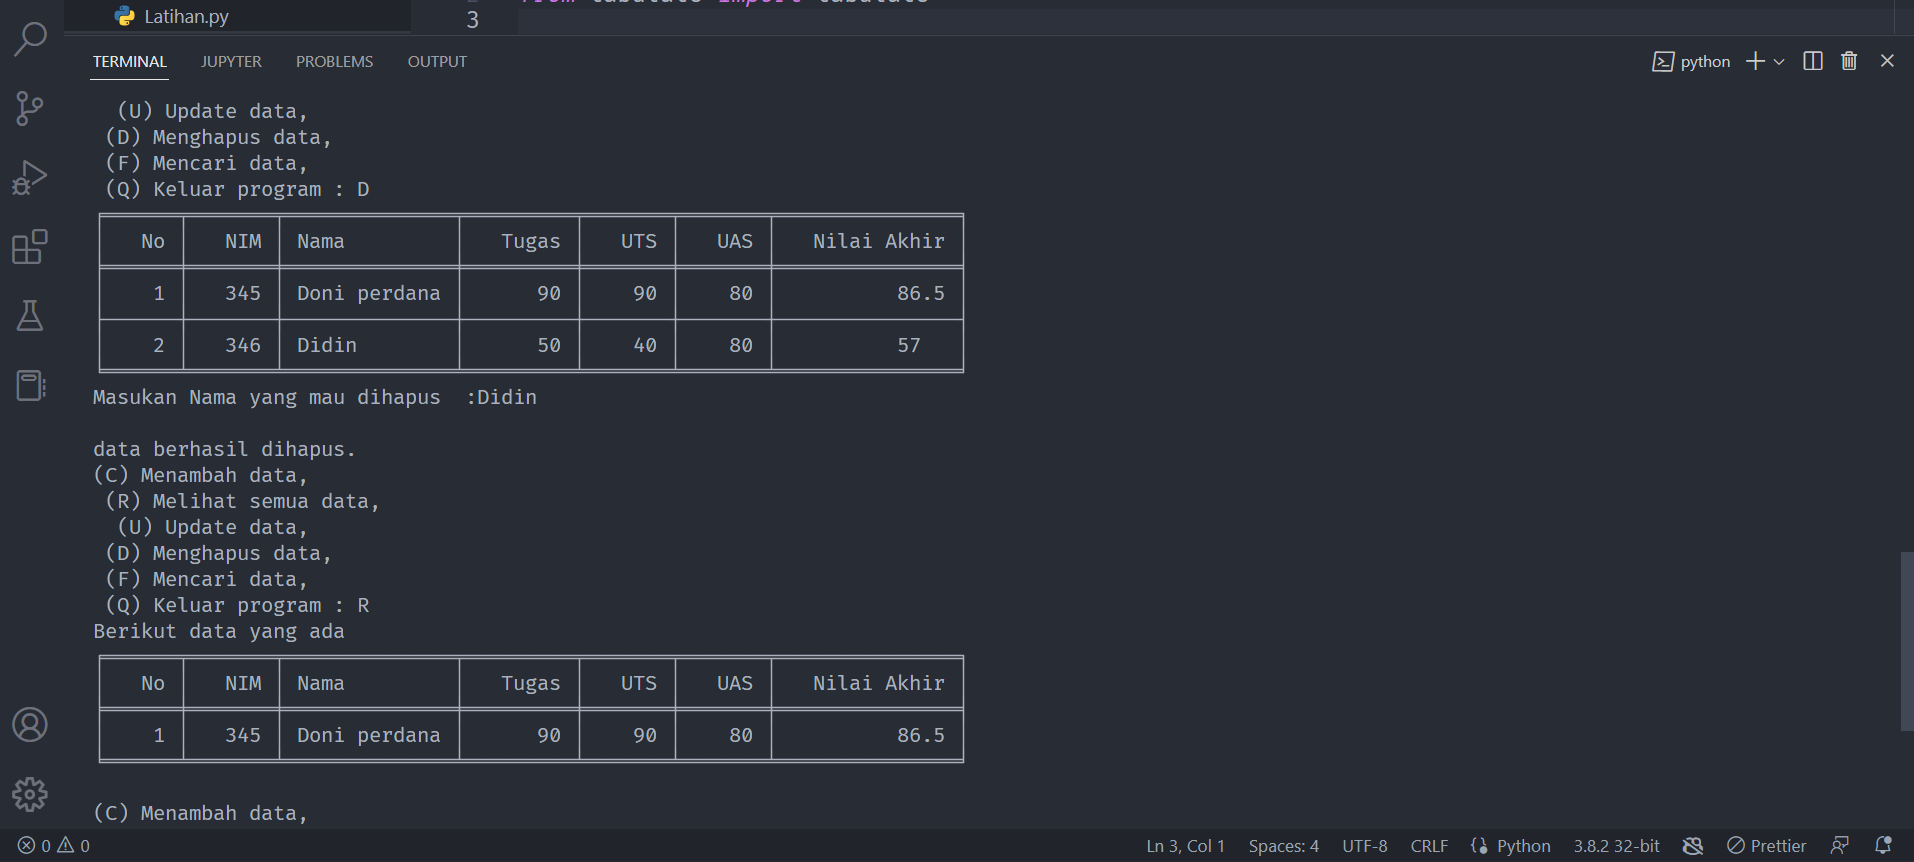 Latihan.py
3
TERMINAL JUPYTER PROBLEMS OUTPUT python
(U) Update data,
(D) Menghapus data,
(F) Mencari data,
(Q) Keluar program : D
No NIM Nama Tugas UTS UAS Nilai Akhir
1 345 Doni perdana 90 90 80 86.5
2 346 Didin 50 40 80 57
Masukan Nama yang mau dihapus  :Didin
data berhasil dihapus.
(C) Menambah data,
(R) Melihat semua data,
(U) Update data,
(D) Menghapus data,
(F) Mencari data,
(Q) Keluar program : R
Berikut data yang ada
No NIM Nama Tugas UTS UAS Nilai Akhir
1 345 Doni perdana 90 90 80 86.5
(C) Menambah data,
0 0 Ln 3, Col 1 Spaces: 4 UTF-8 CRLF Python 3.8.2 32-bit Prettier